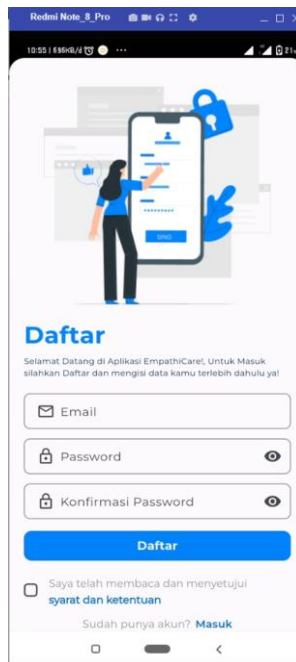 Redmi Note_8_Pro
Daftar
Selamat Datang di Aplikasi EmpathiCare!, Untuk Masuk
silahkan Daftar dan mengisi data kamu terlebih dahulu ya!
Email
Password
Konfirmasi Password
Daftar
Saya telah membaca dan menyetujui
syarat dan ketentuan
Sudah punya akun? Masuk